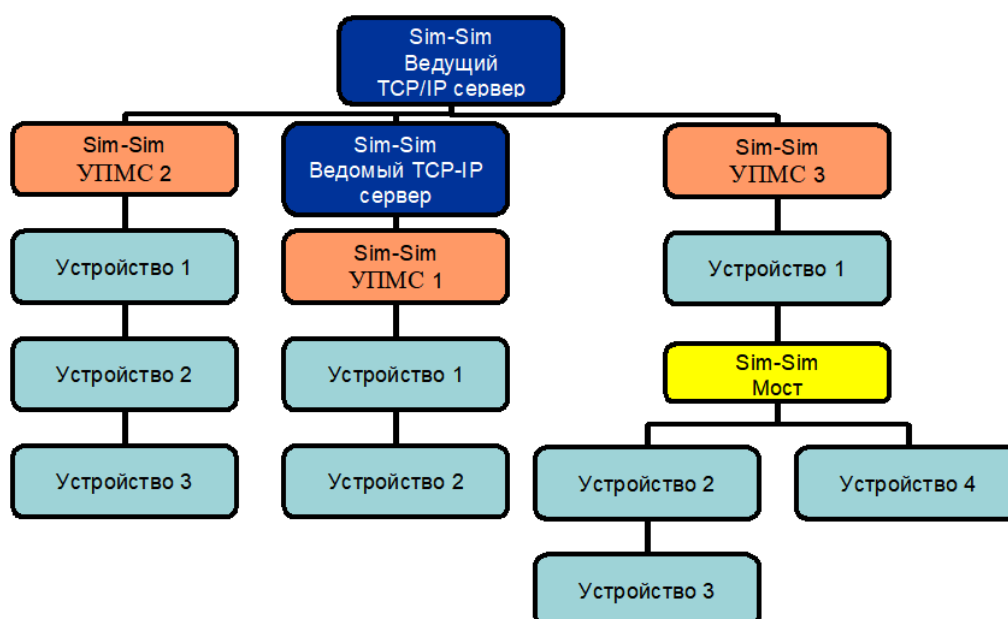 Sim-Sim
Ведущий
TCP/IP сервер
Sim-Sim
УПМС 2
Sim-Sim
Ведомый TCP-IP
сервер
Sim-Sim
УПМС 3
Устройство 1
Sim-Sim
УПМС 1
Устройство 1
Устройство 2
Устройство 1
Sim-Sim
Мост
Устройство 3
Устройство 2
Устройство 2
Устройство 4
Устройство 3